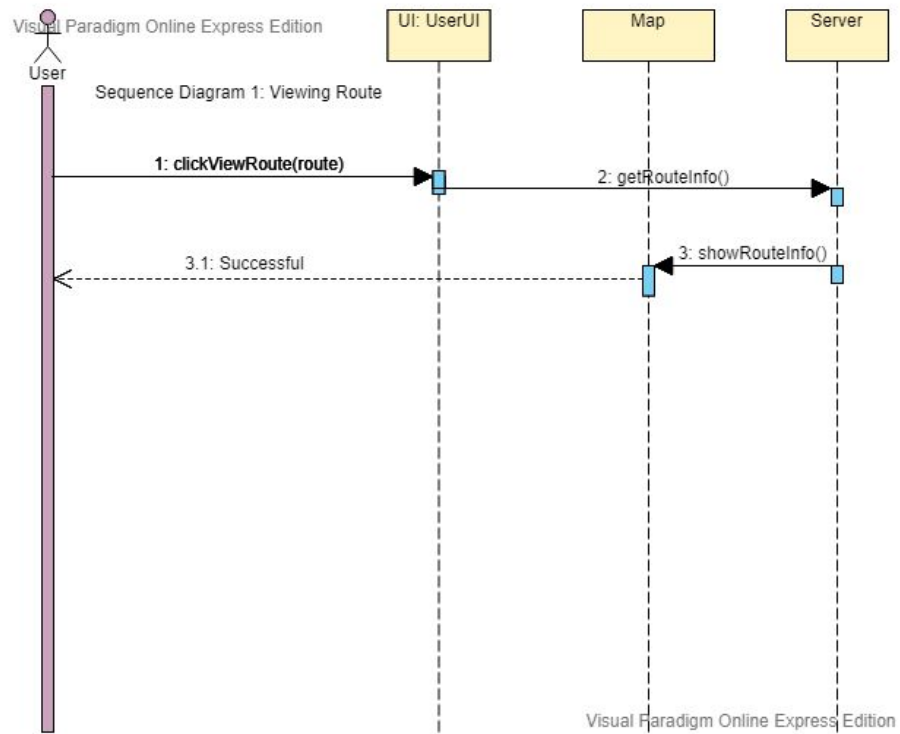 Visual Paradigm Online Express Edition
UI: UserUI
Map
Server
User
Sequence Diagram 1: Viewing Route
1: clickViewRoute(route)
2: getRouteInfo()
3: showRouteInfo()
3.1: Successful
Visual Paradigm Online Express Edition